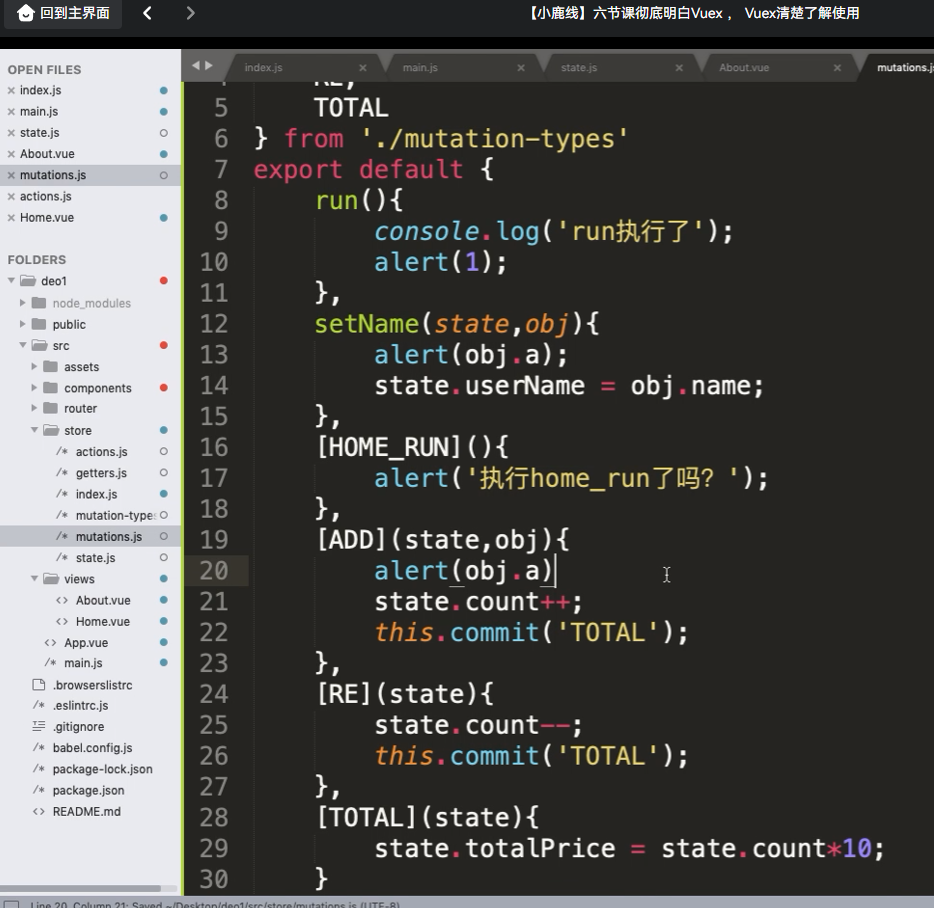 回到主界面
【小鹿线】六节课彻底明白Vuex ， Vuex清楚了解使用
OPEN FILES
index.js
main.js
state.js
About.vue
mutations.js
actions.js
Home.vue
FOLDERS
deo1
node_modules
public
src
assets
components
router
store
/* actions.js
/* getters.js
/* index.js
/* mutation-type
/* mutations.js
/* state.js
views
<> About.vue
<> Home.vue
<> App.vue
/* main.js
.browserslistrc
/* .eslintrc.js
.gitignore
/* babel.config.js
/* package-lock.json
/* package.json
<> README.md
index.js
main.js
state.js
About.vue
mutations.js
4 RE,
5 TOTAL
6 } from './mutation-types'
7 export default {
8 run(){
9 console.log('run执行了');
10 alert(1);
11 },
12 setName(state,obj){
13 alert(obj.a);
14 state.userName = obj.name;
15 },
16 [HOME_RUN](){
17 alert('执行home_run了吗？');
18 },
19 [ADD](state,obj){
20 alert(obj.a)
21 state.count++;
22 this.commit('TOTAL');
23 },
24 [RE](state){
25 state.count--;
26 this.commit('TOTAL');
27 },
28 [TOTAL](state){
29 state.totalPrice = state.count*10;
30 }
Line 20, Column 21; Saved ~/Desktop/deo1/src/store/mutations.js (UTF-8)